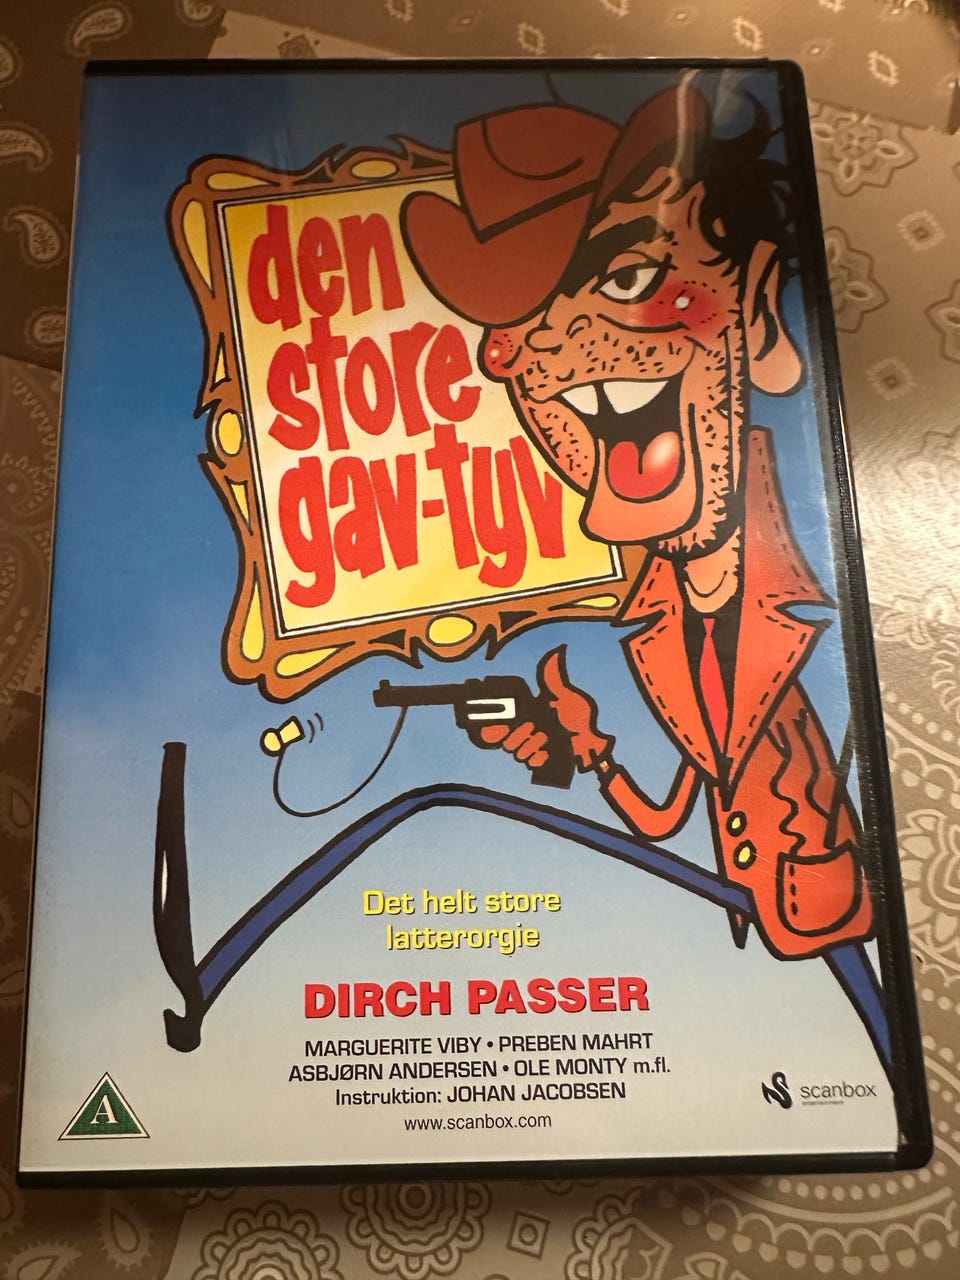 den
store
gav-tyv
Det helt store
latterorgie
DIRCH PASSER
MARGUERITE VIBY • PREBEN MAHRT
ASBJØRN ANDERSEN • OLE MONTY m.fl.
Instruktion: JOHAN JACOBSEN
www.scanbox.com
A
scanbox
entertainment